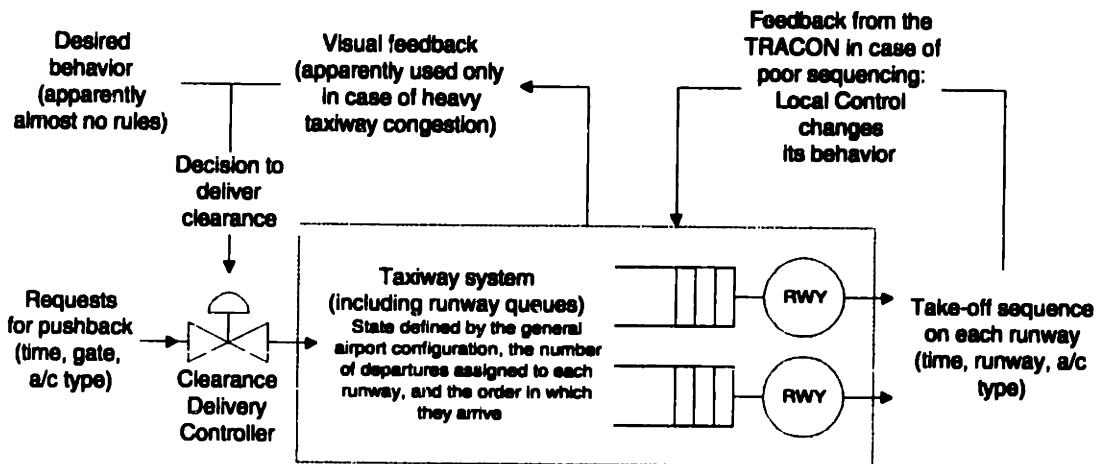 Desired
behavior
(apparently
almost no rules)
Visual feedback
(apparently used only
in case of heavy
taxiway congestion)
Feedback from the
TRACON in case of
poor sequencing:
Local Control
changes
its behavior
Decision to
deliver
clearance
Requests
for pushback
(time, gate,
a/c type)
Clearance
Delivery
Controller
Taxiway system
(including runway queues)
State defined by the general
airport configuration, the number
of departures assigned to each
runway, and the order in which
they arrive
RWY
RWY
Take-off sequence
on each runway
(time, runway, a/c
type)